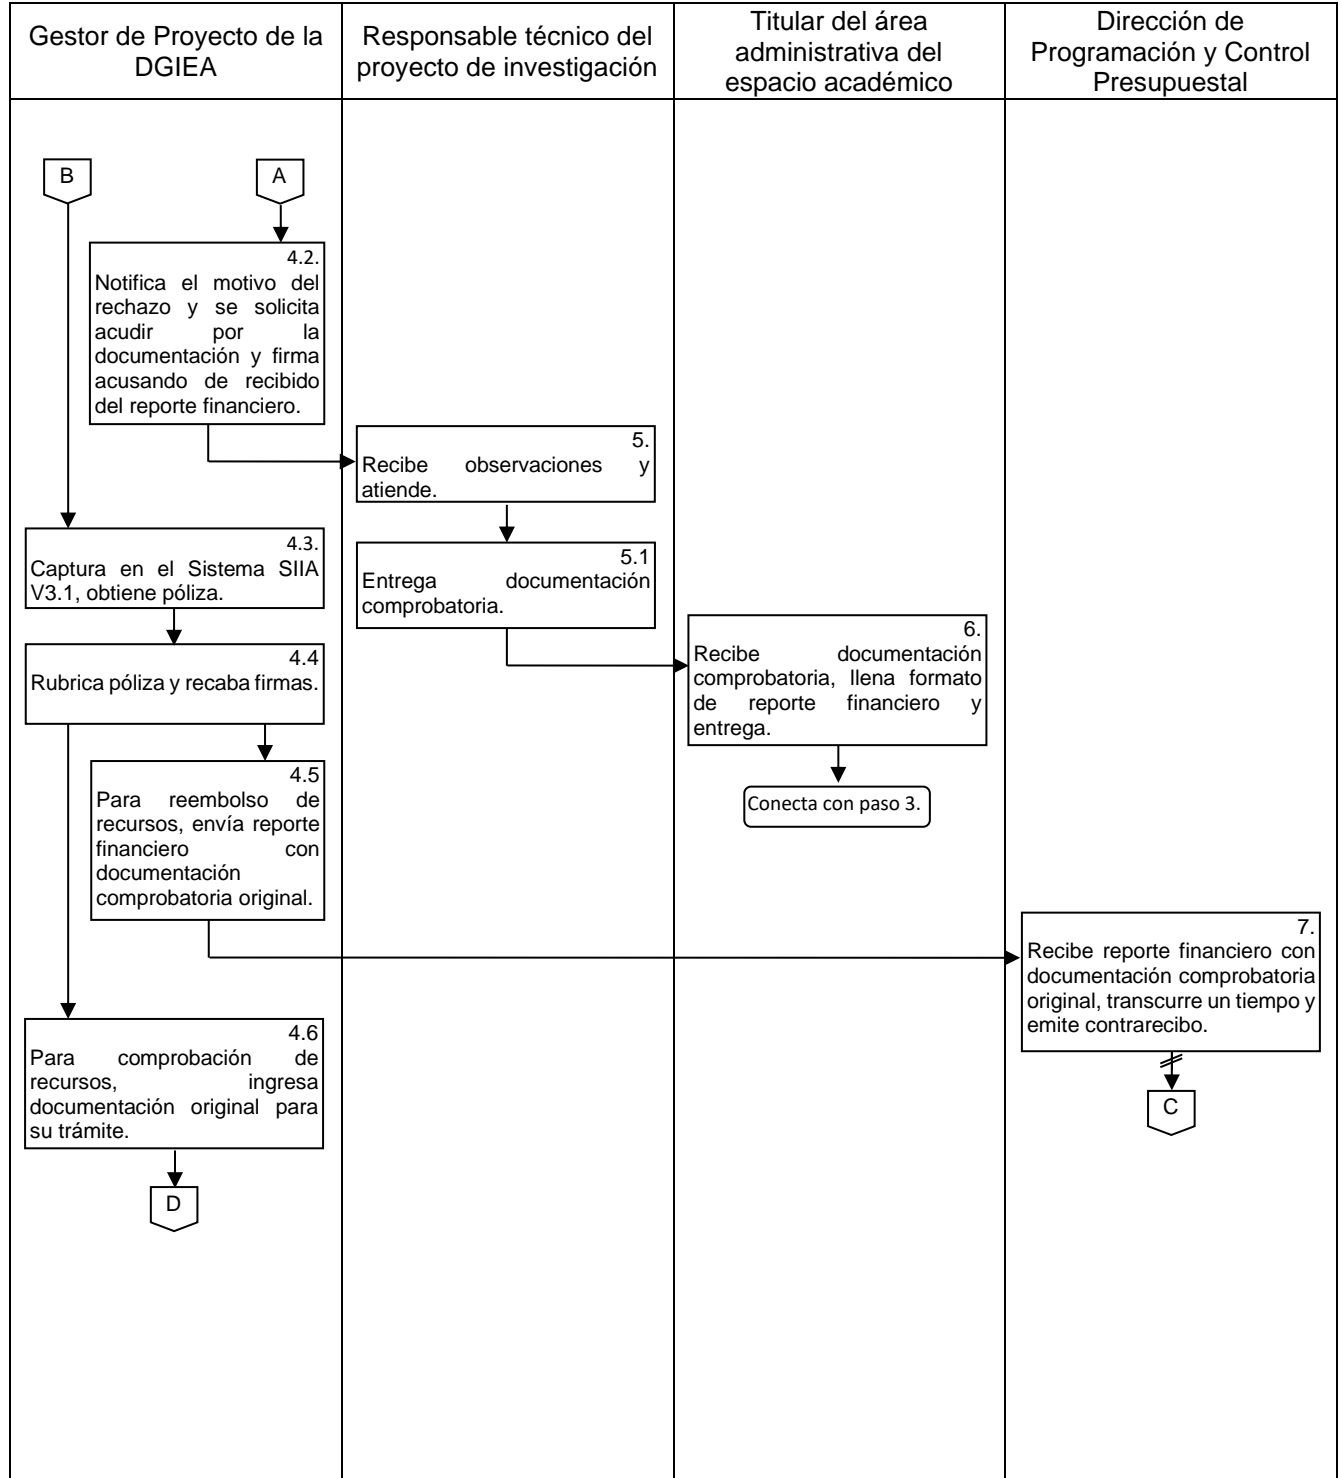 Gestor de Proyecto de la
DGIEA
Responsable técnico del
proyecto de investigación
Titular del área
administrativa del
espacio académico
Dirección de
Programación y Control
Presupuestal
B
A
4.2.
Notifica el motivo del
rechazo y se solicita
acudir por la
documentación y firma
acusando de recibido
del reporte financiero.
5.
Recibe observaciones y
atiende.
4.3.
Captura en el Sistema SIIA
V3.1, obtiene póliza.
5.1
Entrega documentación
comprobatoria.
6.
Recibe documentación
comprobatoria, llena formato
de reporte financiero y
entrega.
4.4
Rubrica póliza y recaba firmas.
4.5
Para reembolso de
recursos, envía reporte
financiero con
documentación
comprobatoria original.
Conecta con paso 3.
7.
Recibe reporte financiero con
documentación comprobatoria
original, transcurre un tiempo y
emite contrarecibo.
4.6
Para comprobación de
recursos, ingresa
documentación original para
su trámite.
C
D